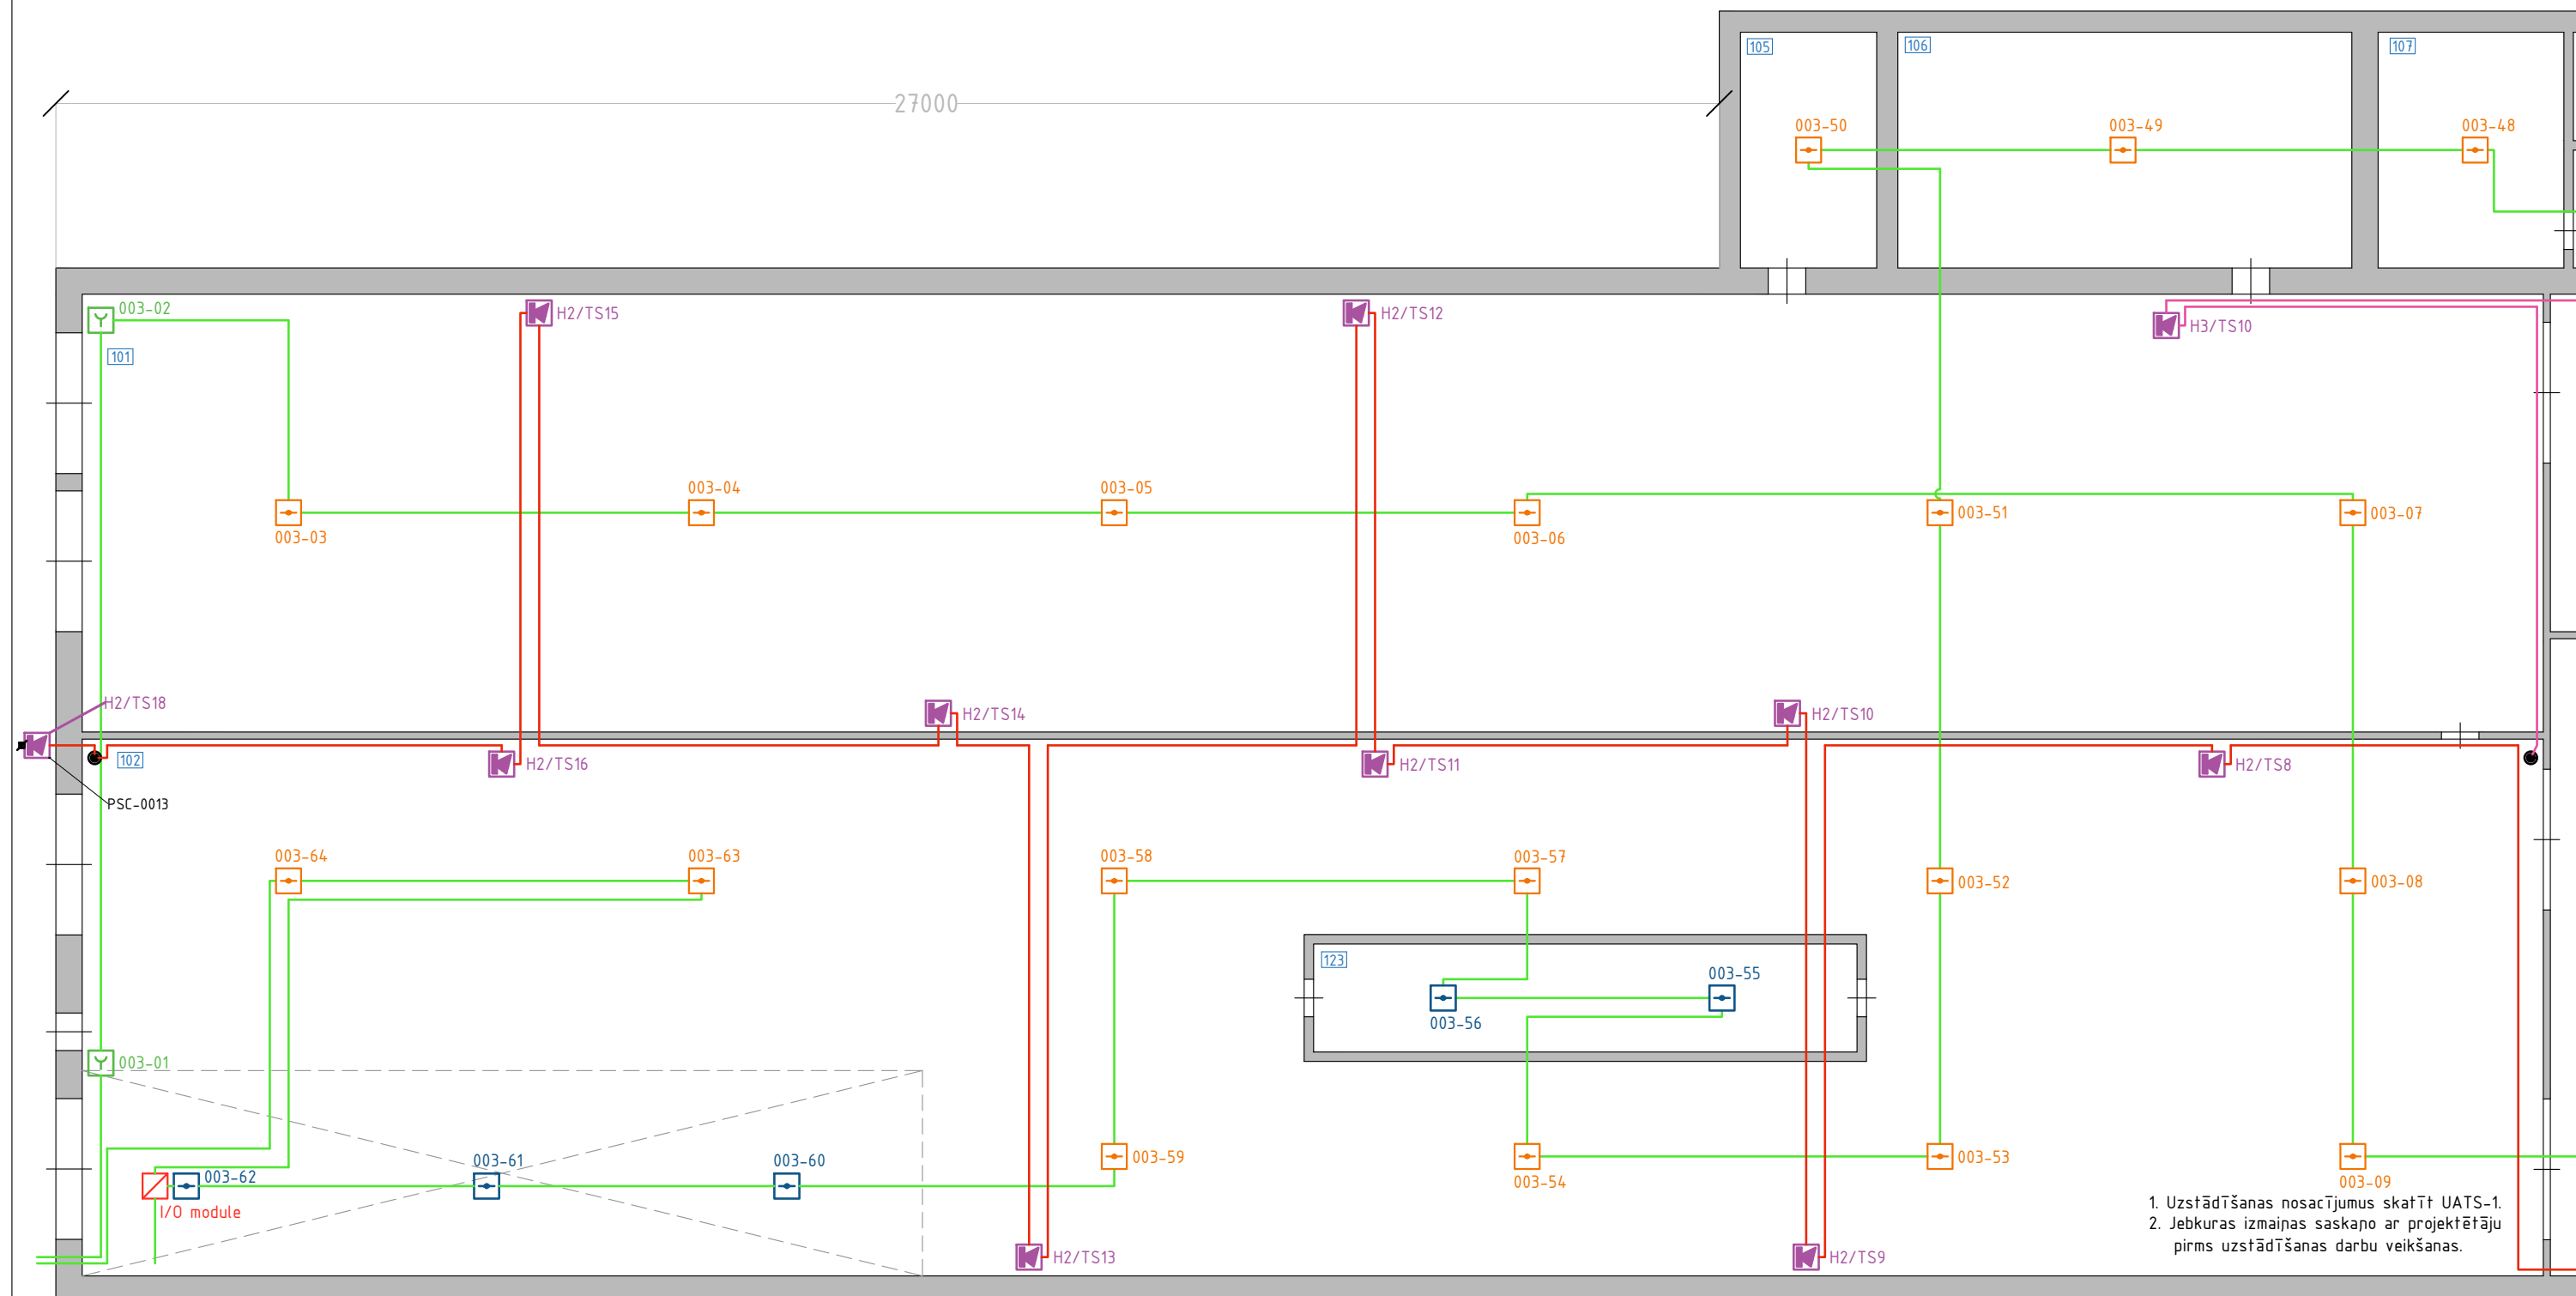 105
106
107
27000
003-50
003-49
003-48
003-02
H2/TS15
H2/TS12
H3/TS10
101
003-04
003-05
003-03
003-06
003-51
003-07
H2/TS18
H2/TS14
H2/TS10
102
H2/TS16
H2/TS11
H2/TS8
PSC-0013
003-64
003-63
003-58
003-57
003-52
003-08
123
003-55
003-56
003-01
003-61
003-60
003-59
003-53
003-62
003-54
003-09
I/O module
1. Uzstādīšanas nosacījumus skatīt UATS-1.
2. Jebkuras izmaiņas saskaņo ar projektētāju
pirms uzstādīšanas darbu veikšanas.
H2/TS13
H2/TS9